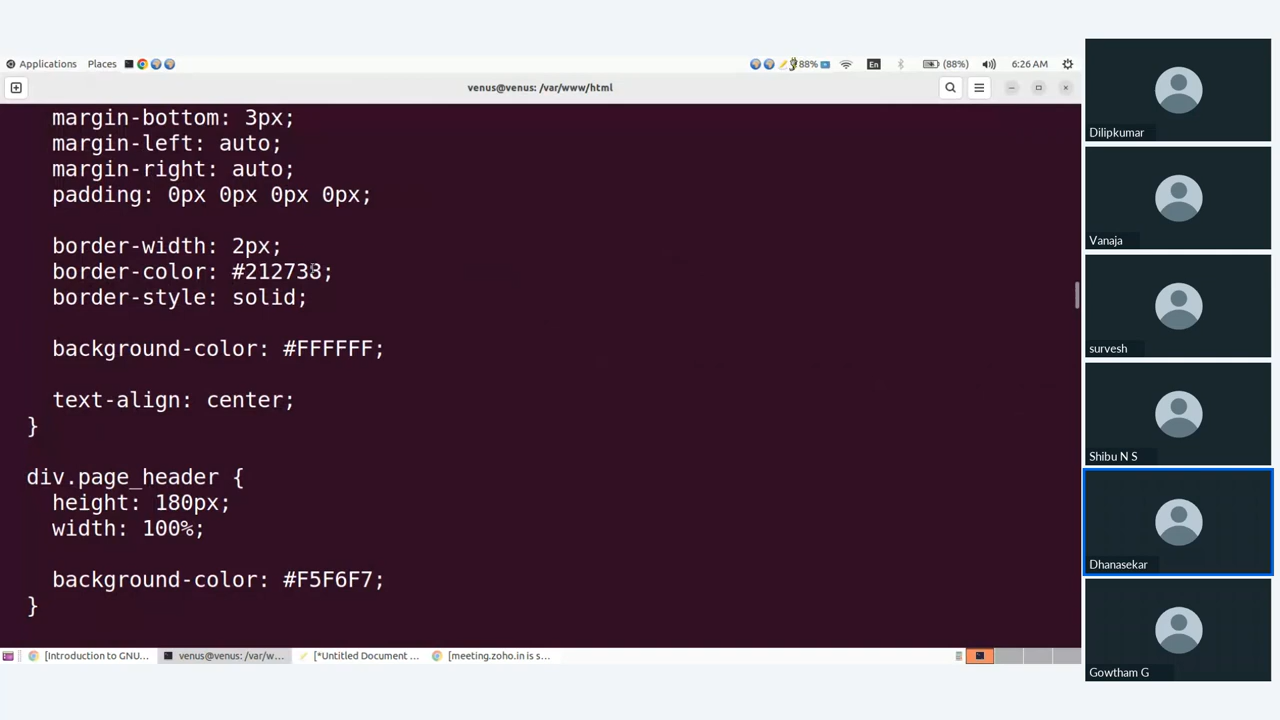 Applications Places
88%
En
(88%)
6:26 AM
venus@venus: /var/www/html
margin-bottom: 3px;
margin-left: auto;
margin-right: auto;
padding: 0px 0px 0px 0px;
border-width: 2px;
border-color: #212738;
border-style: solid;
background-color: #FFFFFF;
text-align: center;
}
div.page_header {
height: 180px;
width: 100%;
background-color: #F5F6F7;
}
[Introduction to GNU...
venus@venus: /var/w...
[*Untitled Document ...
[meeting.zoho.in is s...
Dilipkumar
Vanaja
survesh
Shibu N S
Dhanasekar
Gowtham G